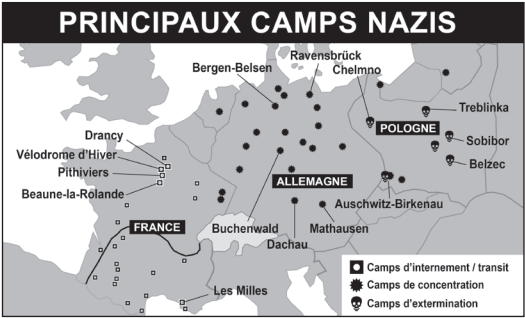 PRINCIPAUX CAMPS NAZIS
Ravensbrück
Bergen-Belsen
Chelmno
Treblinka
POLOGNE
Drancy
Sobibor
Vélodrome d'Hiver
Pithiviers
Belzec
ALLEMAGNE
Beaune-la-Rolande
Auschwitz-Birkenau
FRANCE
Buchenwald
Mathausen
Dachau
Camps d'internement / transit
Les Milles
Camps de concentration
Camps d'extermination